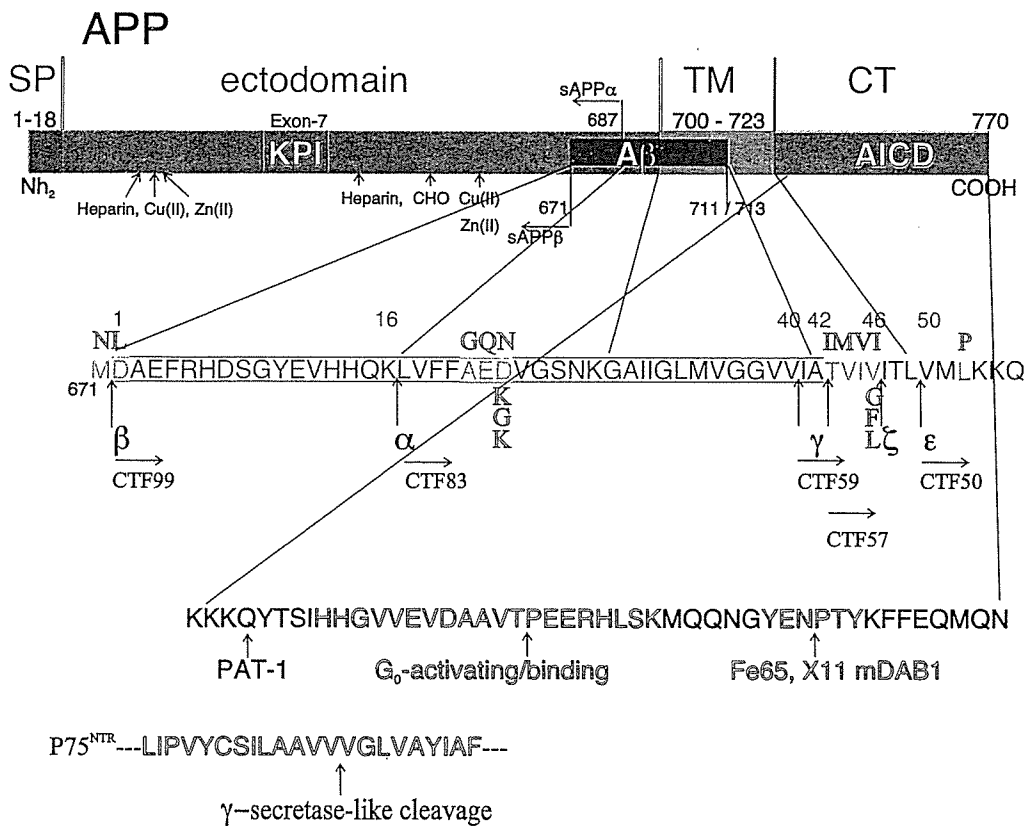 APP
SP ectodomain TM CT
sAPPα
1-18 Exon-7 687 700 - 723 770
KPI Aβ AICD
Nh₂ COOH
Heparin, Cu(II), Zn(II) Heparin, CHO Cu(II) 671 711 / 713
Zn(II) sAPPβ
1 16 40 42 46 50
NL GQN IMVI P
671 MDAEFRHDSGYEVHHQKLVFFAEDVGSNKGAIIGLMVGGVVIATVIVITLVMLKKQ
K G
G F
K L
β α γ ζ ε
CTF99 CTF83 CTF59 CTF50
CTF57
KKKQYTSIHHGVVEVDAAVTPEERHLSKMQQNGYENPTYKFFEQMQN
PAT-1 G₀-activating/binding Fe65, X11 mDAB1
P75NTR---LIPVYCSILAAVVVGLVAYIAF---
γ–secretase-like cleavage